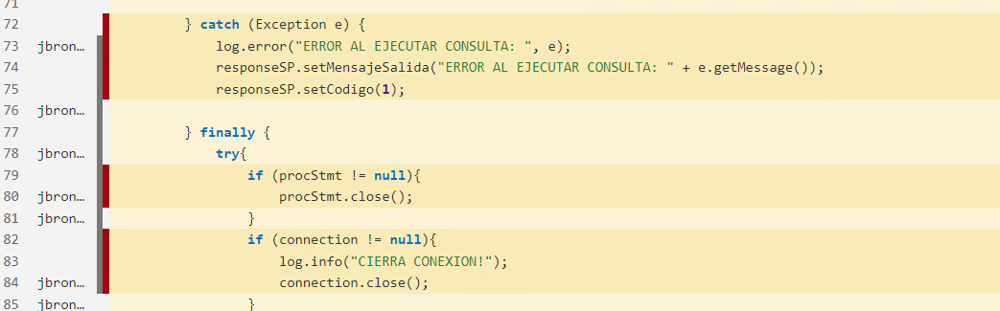 71
72 } catch (Exception e) {
73 jbron... log.error("ERROR AL EJECUTAR CONSULTA: ", e);
74 responseSP.setMensajeSalida("ERROR AL EJECUTAR CONSULTA: " + e.getMessage());
75 responseSP.setCodigo(1);
76 jbron...
77 } finally {
78 jbron... try{
79 if (procStmt != null){
80 jbron... procStmt.close();
81 jbron... }
82 if (connection != null){
83 log.info("CIERRA CONEXION!");
84 jbron... connection.close();
85 jbron... }